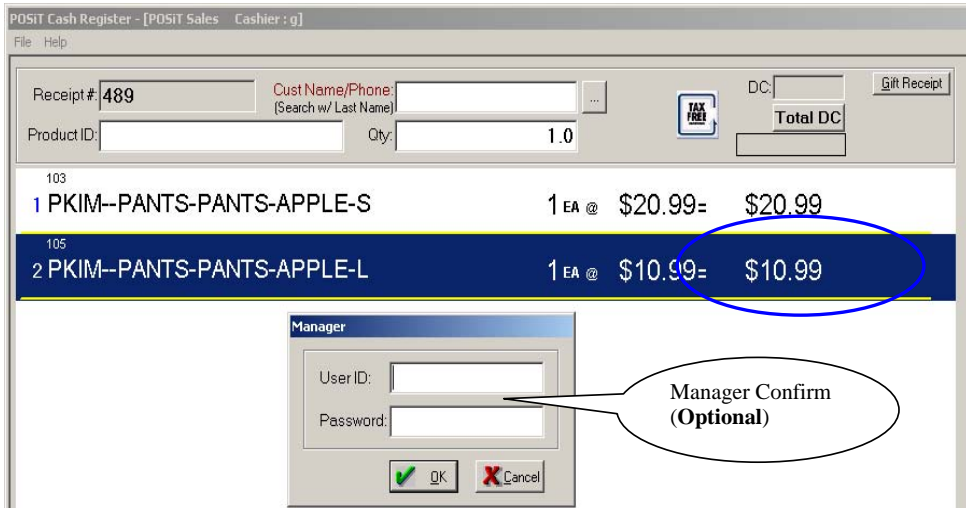 POSiT Cash Register - [POSiT Sales Cashier : g]
File Help
Receipt#: 489 Cust Name/Phone: ... DC: Gift Receipt
(Search w/ Last Name)
TAX FREE
Total DC
Product ID: Qty: 1.0
103
1 PKIM--PANTS-PANTS-APPLE-S 1 EA @ $20.99= $20.99
105
2 PKIM--PANTS-PANTS-APPLE-L 1 EA @ $10.99= $10.99
Manager
User ID:
Password:
OK Cancel
Manager Confirm
(Optional)